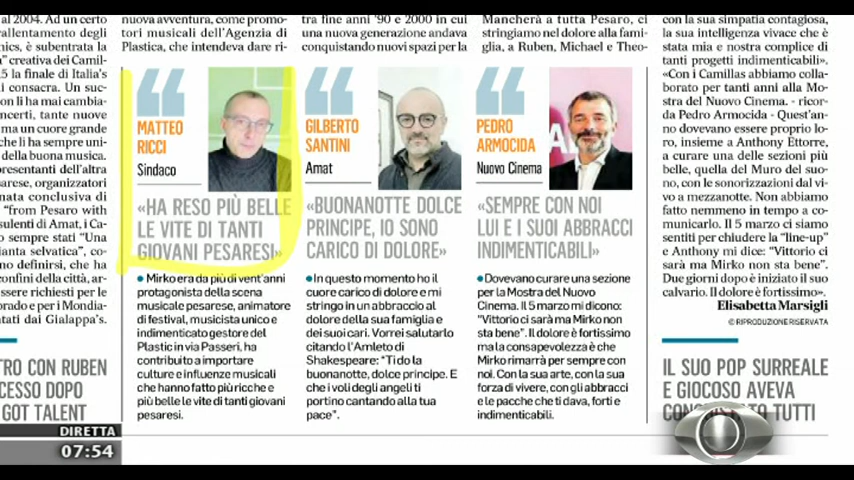 al 2004. Ad un certo
rallentamento degli
nics, è subentrata la
a" creativa dei Camil-
15 la finale di Italia's
i consacra. Un suc-
on li ha mai cambia-
ncerti, tante nuove
ma un cuore grande
che li ha sempre uni-
della buona musica.
presentanti dell'altra
sarese, organizzatori
nata conclusiva di
"from Pesaro with
sulenti di Amat, i Ca-
o sempre stati "Una
ianta selvatica", co-
no definirsi, che ha
confini della città, ar-
essere richiesti per le
orado e per i Mondia-
ntati dai Gialappa's.
TRO CON RUBEN
CESSO DOPO
GOT TALENT
nuova avventura, come promo-
tori musicali dell'Agenzia di
Plastica, che intendeva dare ri-
tra fine anni '90 e 2000 in cui
una nuova generazione andava
conquistando nuovi spazi per la
Mancherà a tutta Pesaro, ci
stringiamo nel dolore alla fami-
glia, a Ruben, Michael e Theo-
MATTEO
RICCI
Sindaco
«HA RESO PIÙ BELLE
LE VITE DI TANTI
GIOVANI PESARESI»
Mirko era da più di vent'anni
protagonista della scena
musicale pesarese, animatore
di festival, musicista unico e
indimenticato gestore del
Plastic in via Passeri, ha
contribuito a importare
culture e influenze musicali
che hanno fatto più ricche e
più belle le vite di tanti giovani
pesaresi.
GILBERTO
SANTINI
Amat
«BUONANOTTE DOLCE
PRINCIPE, IO SONO
CARICO DI DOLORE»
In questo momento ho il
cuore carico di dolore e mi
stringo in un abbraccio al
dolore della sua famiglia e
dei suoi cari. Vorrei salutarlo
citando l'Amleto di
Shakespeare: "Ti do la
buonanotte, dolce principe. E
che i voli degli angeli ti
portino cantando alla tua
pace".
PEDRO
ARMOCIDA
Nuovo Cinema
«SEMPRE CON NOI
LUI E I SUOI ABBRACCI
INDIMENTICABILI»
Dovevano curare una sezione
per la Mostra del Nuovo
Cinema. Il 5 marzo mi dicono:
"Vittorio ci sarà ma Mirko non
sta bene". Il dolore è fortissimo
ma la consapevolezza è che
Mirko rimarrà per sempre con
noi. Con la sua arte, con la sua
forza di vivere, con gli abbracci
e le pacche che ti dava, forti e
indimenticabili.
con la sua simpatia contagiosa,
la sua intelligenza vivace che è
stata mia e nostra complice di
tanti progetti indimenticabili».
«Con i Camillas abbiamo colla-
borato per tanti anni alla Mo-
stra del Nuovo Cinema. - ricor-
da Pedro Armocida - Quest'an-
no dovevano essere proprio lo-
ro, insieme a Anthony Ettorre,
a curare una delle sezioni più
belle, quella del Muro del suo-
no, con le sonorizzazioni dal vi-
vo a mezzanotte. Non abbiamo
fatto nemmeno in tempo a co-
municarlo. Il 5 marzo ci siamo
sentiti per chiudere la "line-up"
e Anthony mi dice: "Vittorio ci
sarà ma Mirko non sta bene".
Due giorni dopo è iniziato il suo
calvario. Il dolore è fortissimo».
Elisabetta Marsigli
© RIPRODUZIONE RISERVATA
IL SUO POP SURREALE
E GIOCOSO AVEVA
TUTTI
DIRETTA
07:54